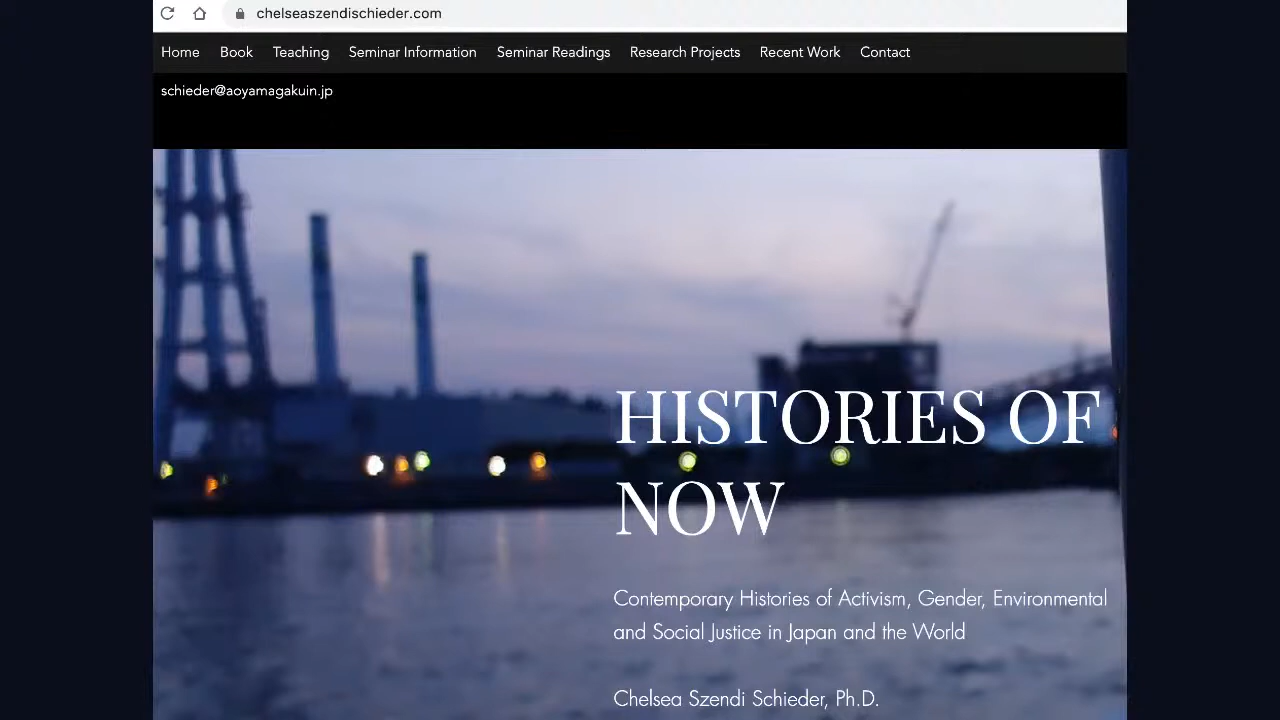 chelseaszendischieder.com
Home Book Teaching Seminar Information Seminar Readings Research Projects Recent Work Contact
schieder@aoyamagakuin.jp
HISTORIES OF
NOW
Contemporary Histories of Activism, Gender, Environmental
and Social Justice in Japan and the World
Chelsea Szendi Schieder, Ph.D.